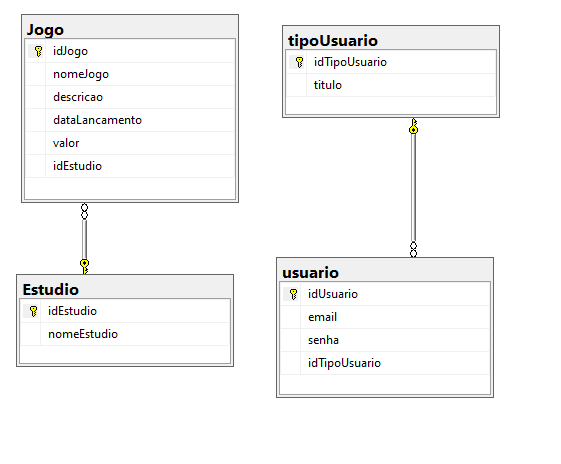 Jogo
idJogo
nomeJogo
descricao
dataLancamento
valor
idEstudio
Estudio
idEstudio
nomeEstudio
tipoUsuario
idTipoUsuario
titulo
usuario
idUsuario
email
senha
idTipoUsuario